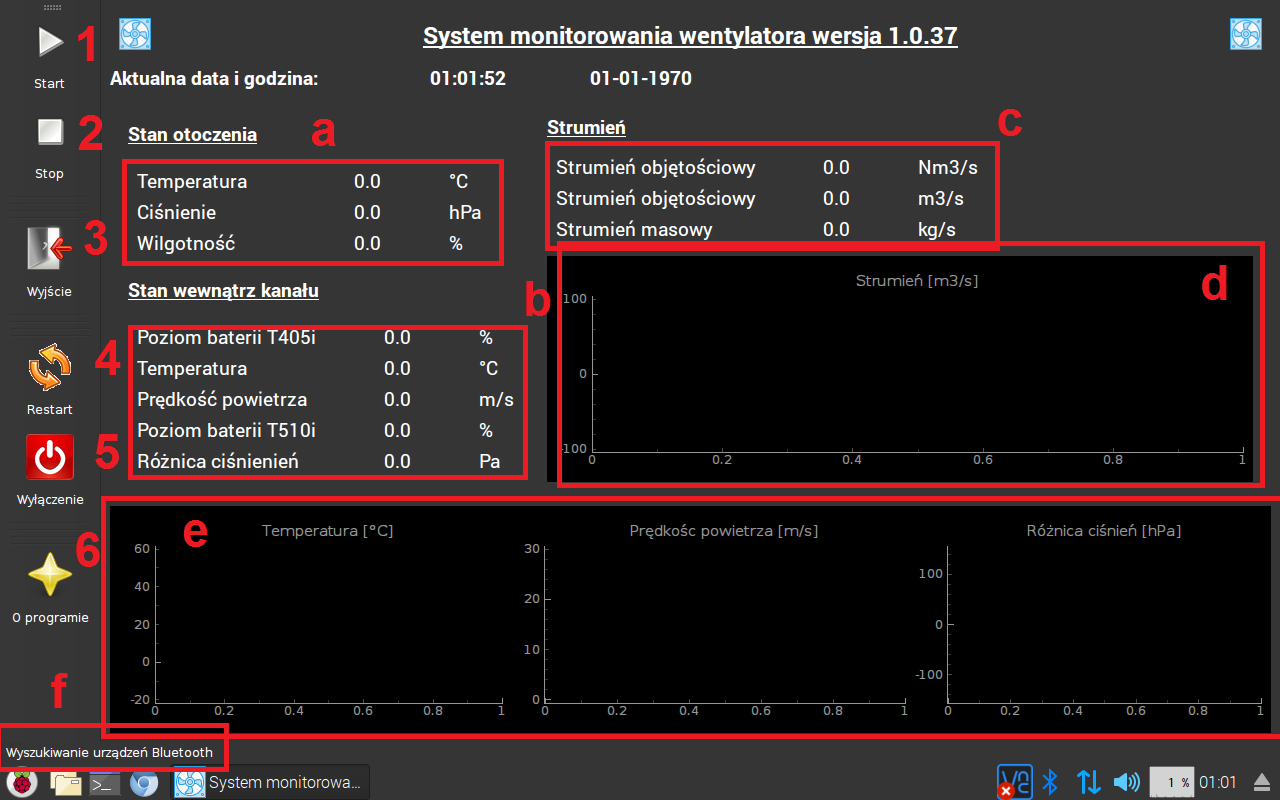 System monitorowania wentylatora wersja 1.0.37
Aktualna data i godzina: 01:01:52 01-01-1970
1
Start
2
Stop
3
Wyjście
4
Restart
5
Wyłączenie
6
O programie
Stan otoczenia a
Temperatura 0.0 °C
Ciśnienie 0.0 hPa
Wilgotność 0.0 %
Stan wewnątrz kanału b
Poziom baterii T405i 0.0 %
Temperatura 0.0 °C
Prędkość powietrza 0.0 m/s
Poziom baterii T510i 0.0 %
Różnica ciśnienień 0.0 Pa
Strumień c
Strumień objętościowy 0.0 Nm3/s
Strumień objętościowy 0.0 m3/s
Strumień masowy 0.0 kg/s
Strumień [m3/s] d
100
0
-100
0 0.2 0.4 0.6 0.8 1
e
Temperatura [°C]
60
40
20
0
-20
0 0.2 0.4 0.6 0.8 1
Prędkośc powietrza [m/s]
30
20
10
0
0 0.2 0.4 0.6 0.8 1
Różnica ciśnień [hPa]
100
0
-100
0 0.2 0.4 0.6 0.8 1
f
Wyszukiwanie urządzeń Bluetooth
>_
System monitorowa...
VNC
1 %
01:01